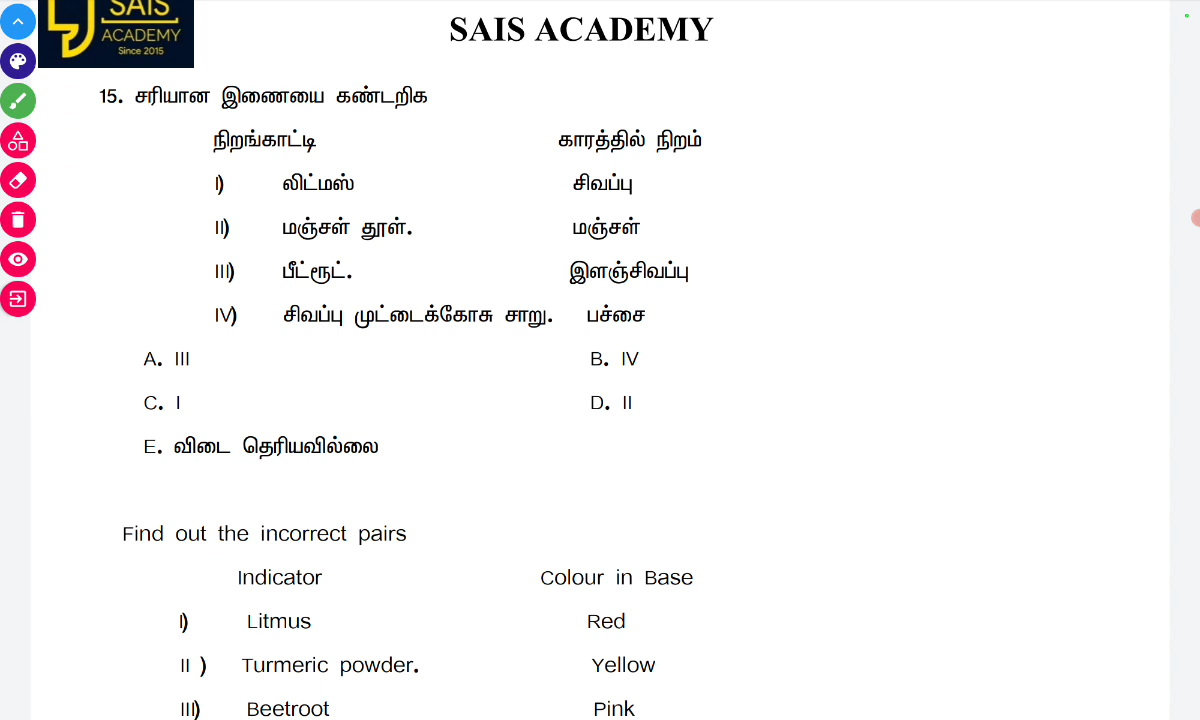 SAIS
ACADEMY
Since 2015
SAIS ACADEMY
15. சரியான இணையை கண்டறிக
நிறங்காட்டி காரத்தில் நிறம்
I) லிட்மஸ் சிவப்பு
II) மஞ்சள் தூள். மஞ்சள்
III) பீட்ரூட். இளஞ்சிவப்பு
IV) சிவப்பு முட்டைக்கோசு சாறு. பச்சை
A. III B. IV
C. I D. II
E. விடை தெரியவில்லை
Find out the incorrect pairs
Indicator Colour in Base
I) Litmus Red
II ) Turmeric powder. Yellow
III) Beetroot Pink